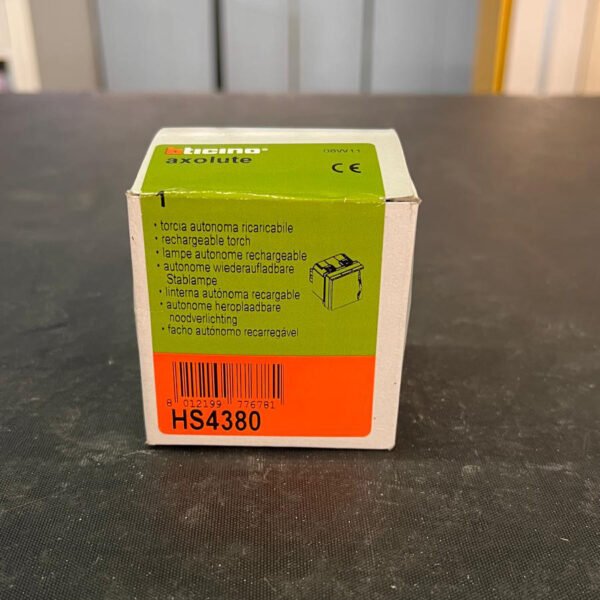 bticino®
axolute
08W11
CE
1
• torcia autonoma ricaricabile
• rechargeable torch
• lampe autonome rechargeable
• autonome wiederaufladbare
Stablampe
• linterna autónoma recargable
• autonome heroplaadbare
noodverlichting
• facho autónomo recarregável
8 012199 776781
HS4380